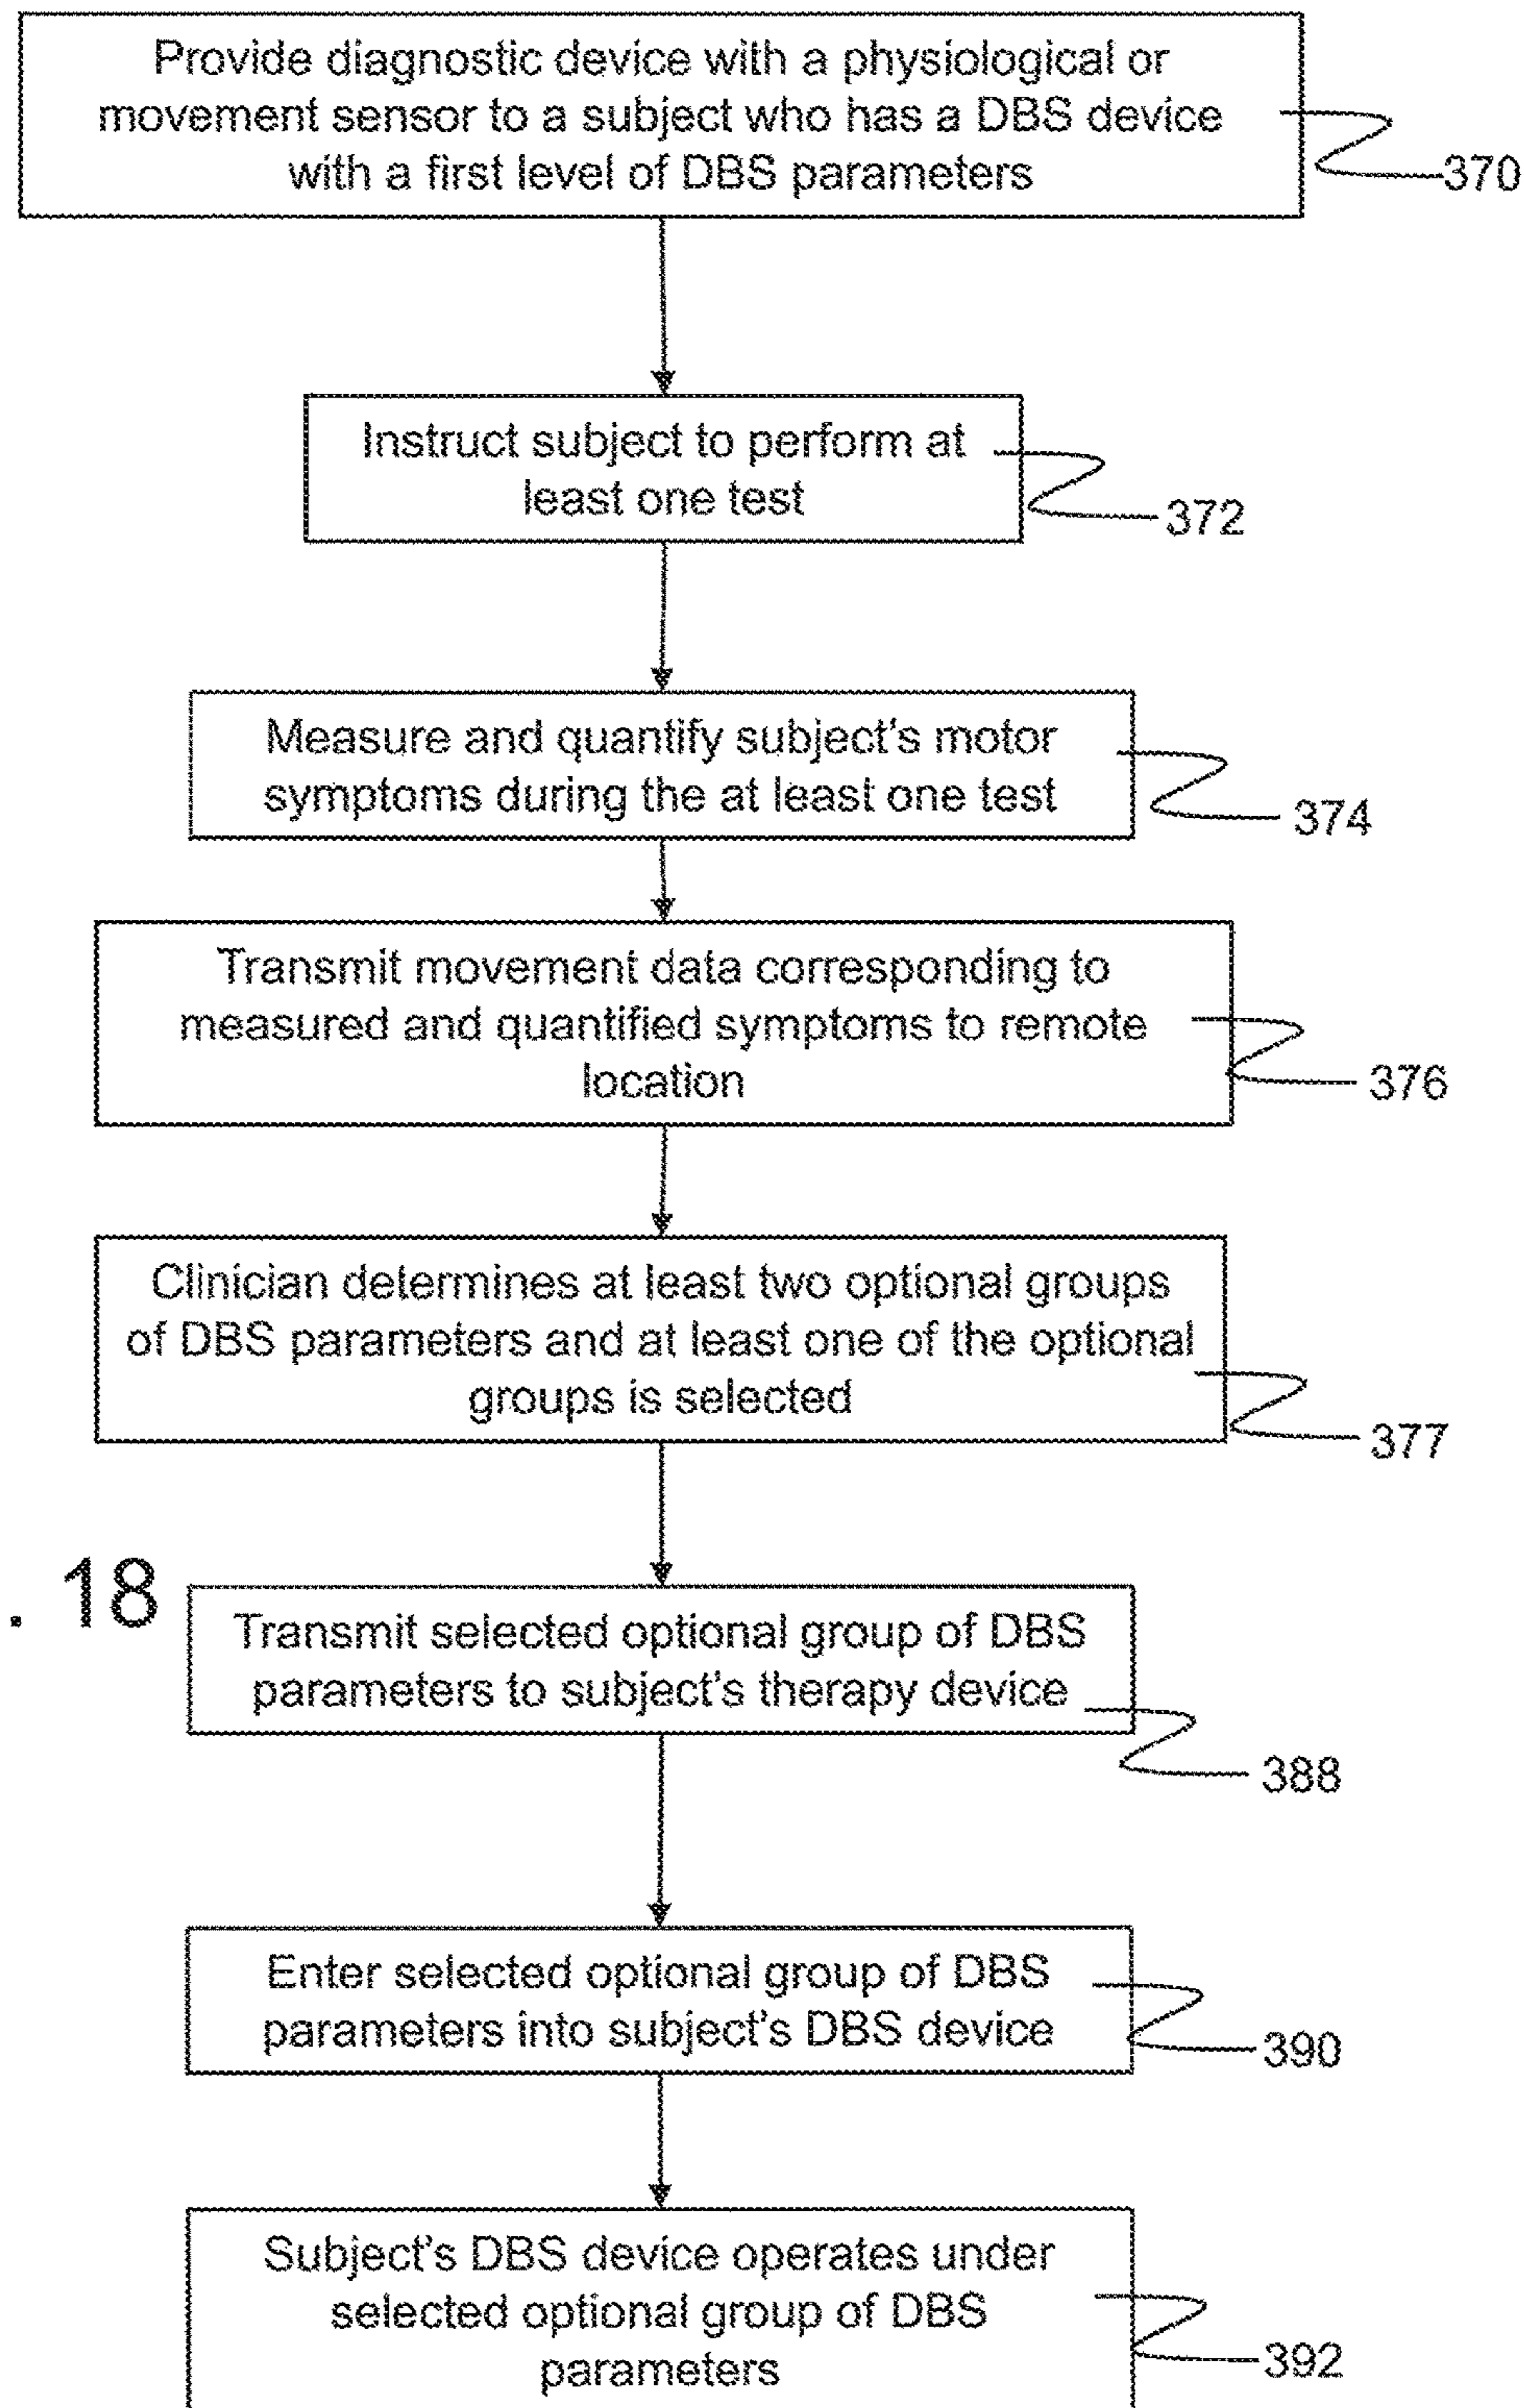 Provide diagnostic device with a physiological or
movement sensor to a subject who has a DBS device
with a first level of DBS parameters
370
Instruct subject to perform at
least one test
372
Measure and quantify subject's motor
symptoms during the at least one test
374
Transmit movement data corresponding to
measured and quantified symptoms to remote
location
376
Clinician determines at least two optional groups
of DBS parameters and at least one of the optional
groups is selected
377
. 18
Transmit selected optional group of DBS
parameters to subject's therapy device
388
Enter selected optional group of DBS
parameters into subject's DBS device
390
Subject's DBS device operates under
selected optional group of DBS
parameters
392